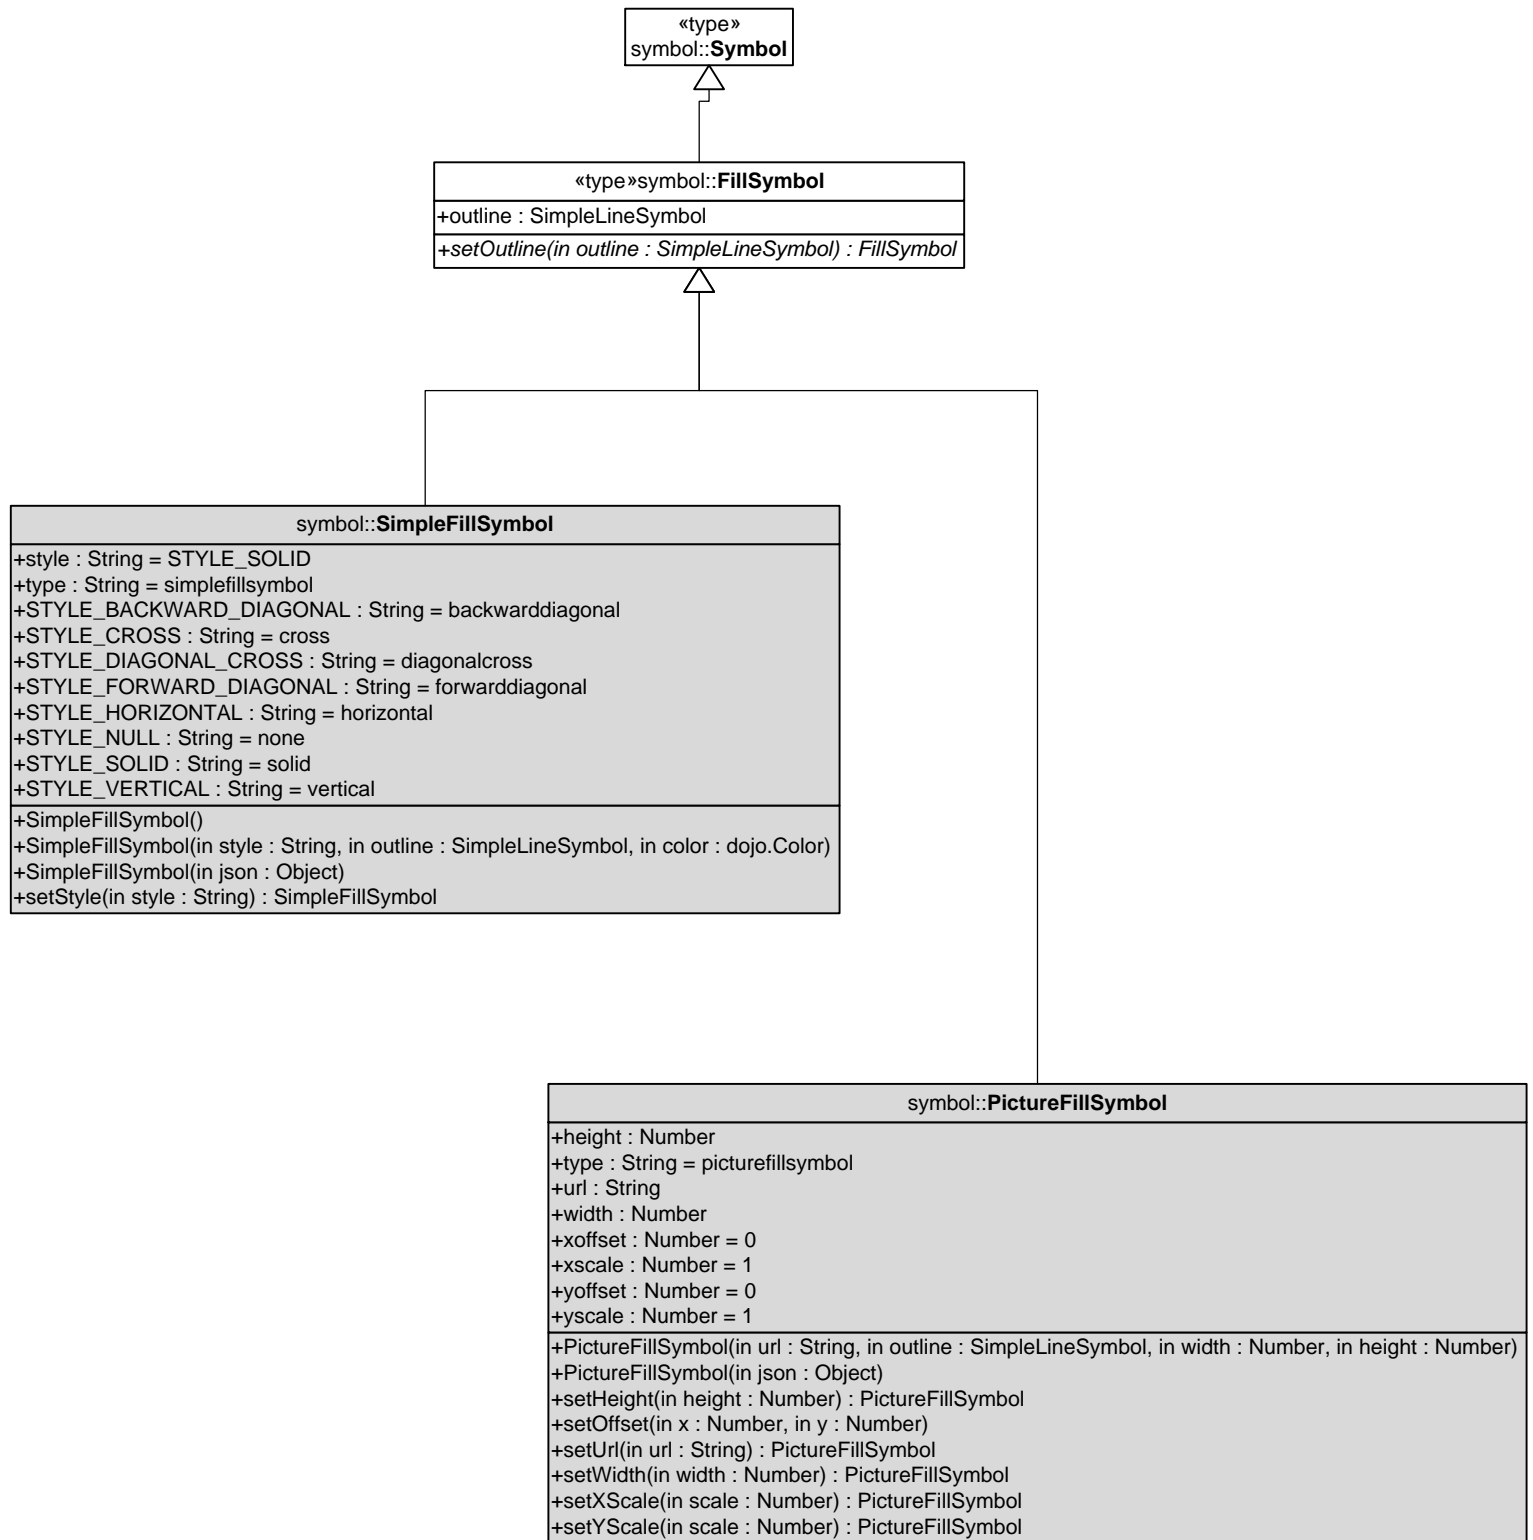 «type»
symbol::Symbol
«type»symbol::FillSymbol
+outline : SimpleLineSymbol
+setOutline(in outline : SimpleLineSymbol) : FillSymbol
symbol::SimpleFillSymbol
+style : String = STYLE_SOLID
+type : String = simplefillsymbol
+STYLE_BACKWARD_DIAGONAL : String = backwarddiagonal
+STYLE_CROSS : String = cross
+STYLE_DIAGONAL_CROSS : String = diagonalcross
+STYLE_FORWARD_DIAGONAL : String = forwarddiagonal
+STYLE_HORIZONTAL : String = horizontal
+STYLE_NULL : String = none
+STYLE_SOLID : String = solid
+STYLE_VERTICAL : String = vertical
+SimpleFillSymbol()
+SimpleFillSymbol(in style : String, in outline : SimpleLineSymbol, in color : dojo.Color)
+SimpleFillSymbol(in json : Object)
+setStyle(in style : String) : SimpleFillSymbol
symbol::PictureFillSymbol
+height : Number
+type : String = picturefillsymbol
+url : String
+width : Number
+xoffset : Number = 0
+xscale : Number = 1
+yoffset : Number = 0
+yscale : Number = 1
+PictureFillSymbol(in url : String, in outline : SimpleLineSymbol, in width : Number, in height : Number)
+PictureFillSymbol(in json : Object)
+setHeight(in height : Number) : PictureFillSymbol
+setOffset(in x : Number, in y : Number)
+setUrl(in url : String) : PictureFillSymbol
+setWidth(in width : Number) : PictureFillSymbol
+setXScale(in scale : Number) : PictureFillSymbol
+setYScale(in scale : Number) : PictureFillSymbol